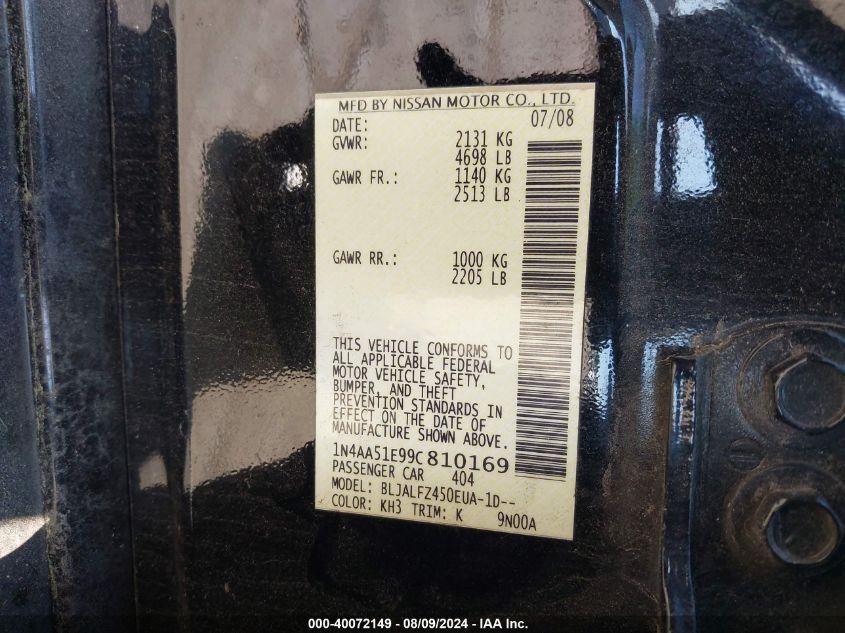 MFD BY NISSAN MOTOR CO., LTD.
DATE: 07/08
GVWR: 2131 KG
4698 LB
GAWR FR.: 1140 KG
2513 LB
GAWR RR.: 1000 KG
2205 LB
THIS VEHICLE CONFORMS TO
ALL APPLICABLE FEDERAL
MOTOR VEHICLE SAFETY,
BUMPER, AND THEFT
PREVENTION STANDARDS IN
EFFECT ON THE DATE OF
MANUFACTURE SHOWN ABOVE.
1N4AA51E99C810169
PASSENGER CAR 404
MODEL: BLJALFZ450EUA-1D--
COLOR: KH3 TRIM: K 9N00A
000-40072149 - 08/09/2024 - IAA Inc.